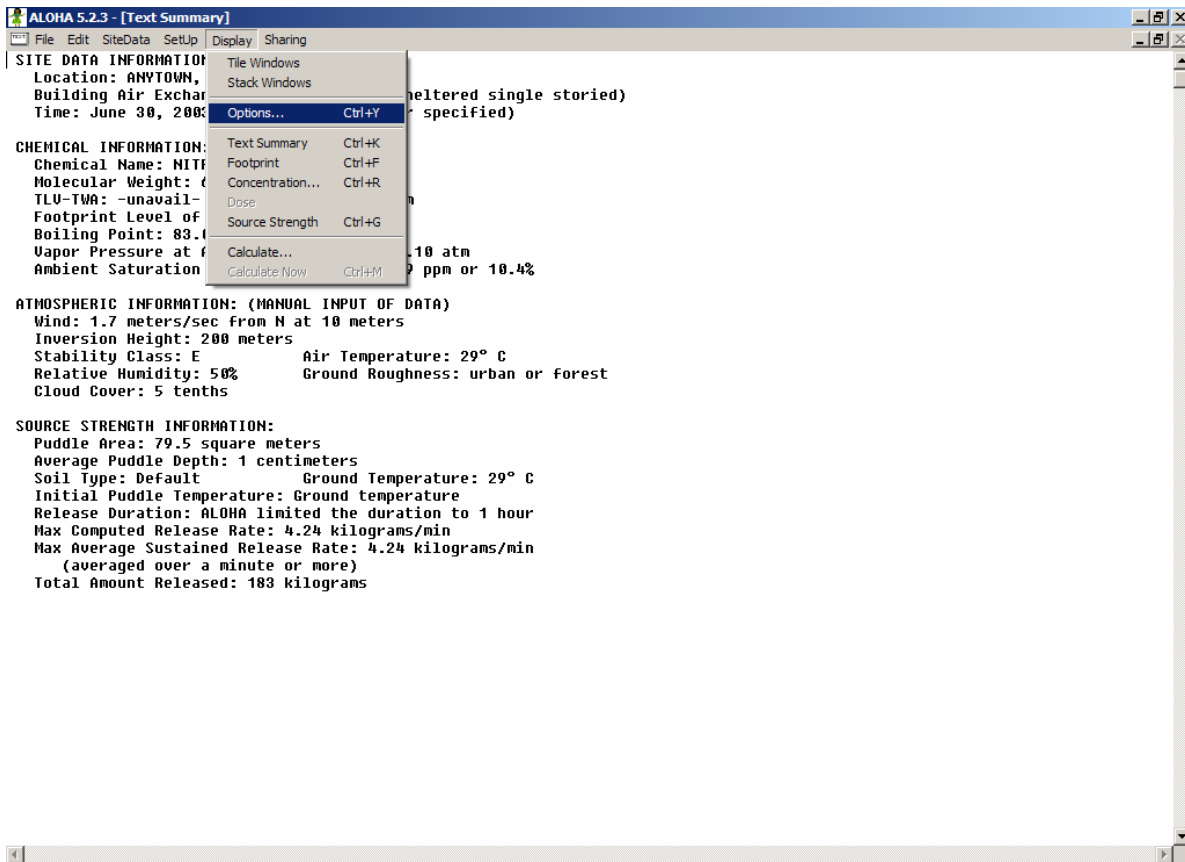 ALOHA 5.2.3 - [Text Summary]
File Edit SiteData SetUp Display Sharing
SITE DATA INFORMATION
Location: ANYTOWN,
Building Air sheltered single storied)
Time: June 30, specified)
CHEMICAL INFORMATION:
Chemical Name:
Molecular Weight:
TLV-TWA: -unavail-
Footprint Level of
Boiling Point:
Vapor Pressure at .10 atm
Ambient Saturation ppm or 10.4%
Tile Windows
Stack Windows
Options... Ctrl+Y
Text Summary Ctrl+K
Footprint Ctrl+F
Concentration... Ctrl+R
Dose
Source Strength Ctrl+G
Calculate...
Calculate Now Ctrl+M
ATMOSPHERIC INFORMATION: (MANUAL INPUT OF DATA)
Wind: 1.7 meters/sec from N at 10 meters
Inversion Height: 200 meters
Stability Class: E Air Temperature: 29° C
Relative Humidity: 50% Ground Roughness: urban or forest
Cloud Cover: 5 tenths
SOURCE STRENGTH INFORMATION:
Puddle Area: 79.5 square meters
Average Puddle Depth: 1 centimeters
Soil Type: Default Ground Temperature: 29° C
Initial Puddle Temperature: Ground temperature
Release Duration: ALOHA limited the duration to 1 hour
Max Computed Release Rate: 4.24 kilograms/min
Max Average Sustained Release Rate: 4.24 kilograms/min
(averaged over a minute or more)
Total Amount Released: 183 kilograms